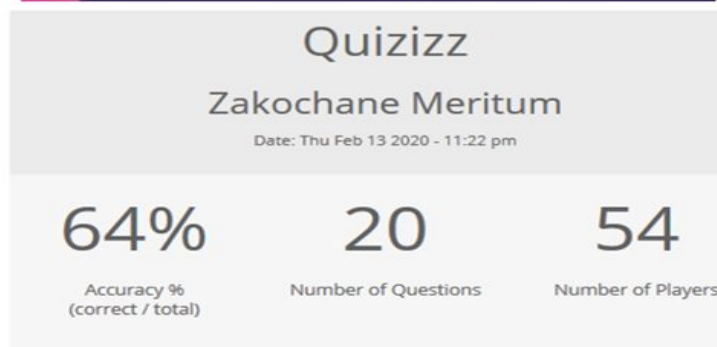 Quizizz
Zakochane Meritum
Date: Thu Feb 13 2020 - 11:22 pm
64% 20 54
Accuracy % Number of Questions Number of Players
(correct / total)